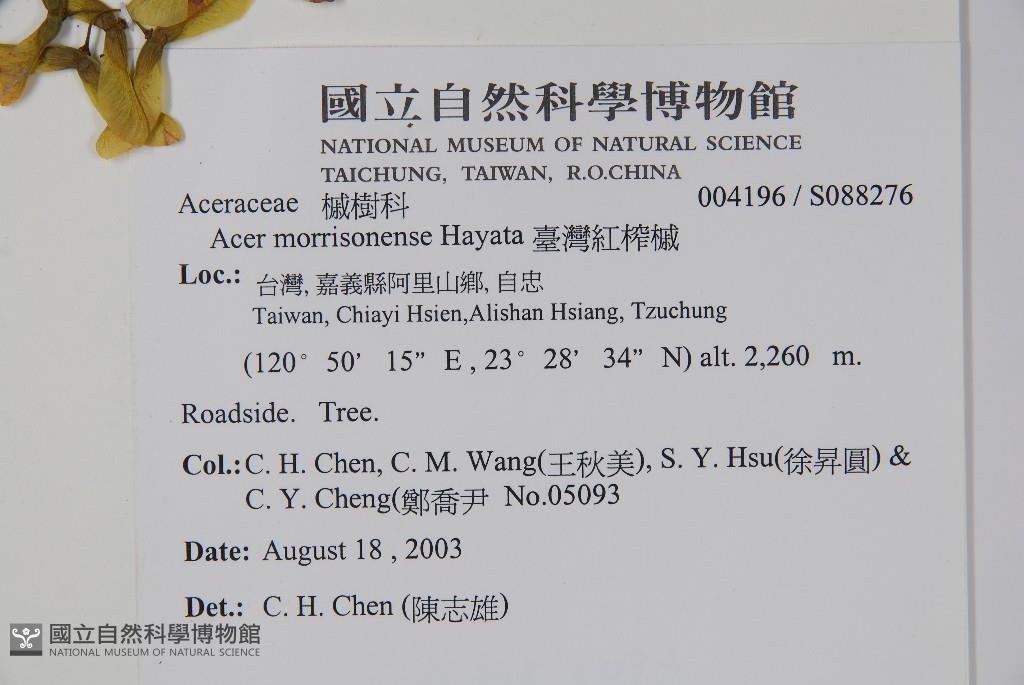 國立自然科學博物館
NATIONAL MUSEUM OF NATURAL SCIENCE
TAICHUNG, TAIWAN, R.O.CHINA
Aceraceae 槭樹科 004196 / S088276
Acer morrisonense Hayata 臺灣紅榨槭
Loc.: 台灣, 嘉義縣阿里山鄉, 自忠
Taiwan, Chiayi Hsien,Alishan Hsiang, Tzuchung
(120° 50’ 15” E , 23° 28’ 34” N) alt. 2,260 m.
Roadside. Tree.
Col.: C. H. Chen, C. M. Wang(王秋美), S. Y. Hsu(徐昇圓) &
C. Y. Cheng(鄭喬尹 No.05093
Date: August 18 , 2003
Det.: C. H. Chen (陳志雄)
國立自然科學博物館
NATIONAL MUSEUM OF NATURAL SCIENCE